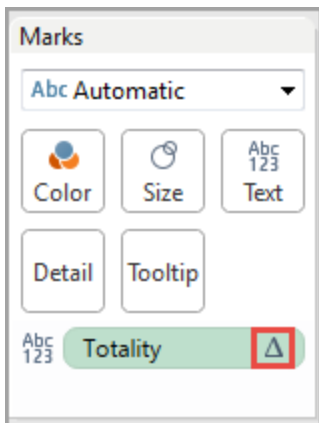 Marks
Abc Automatic
Abc
123
Color Size Text
Detail Tooltip
Abc
123
Totality Δ